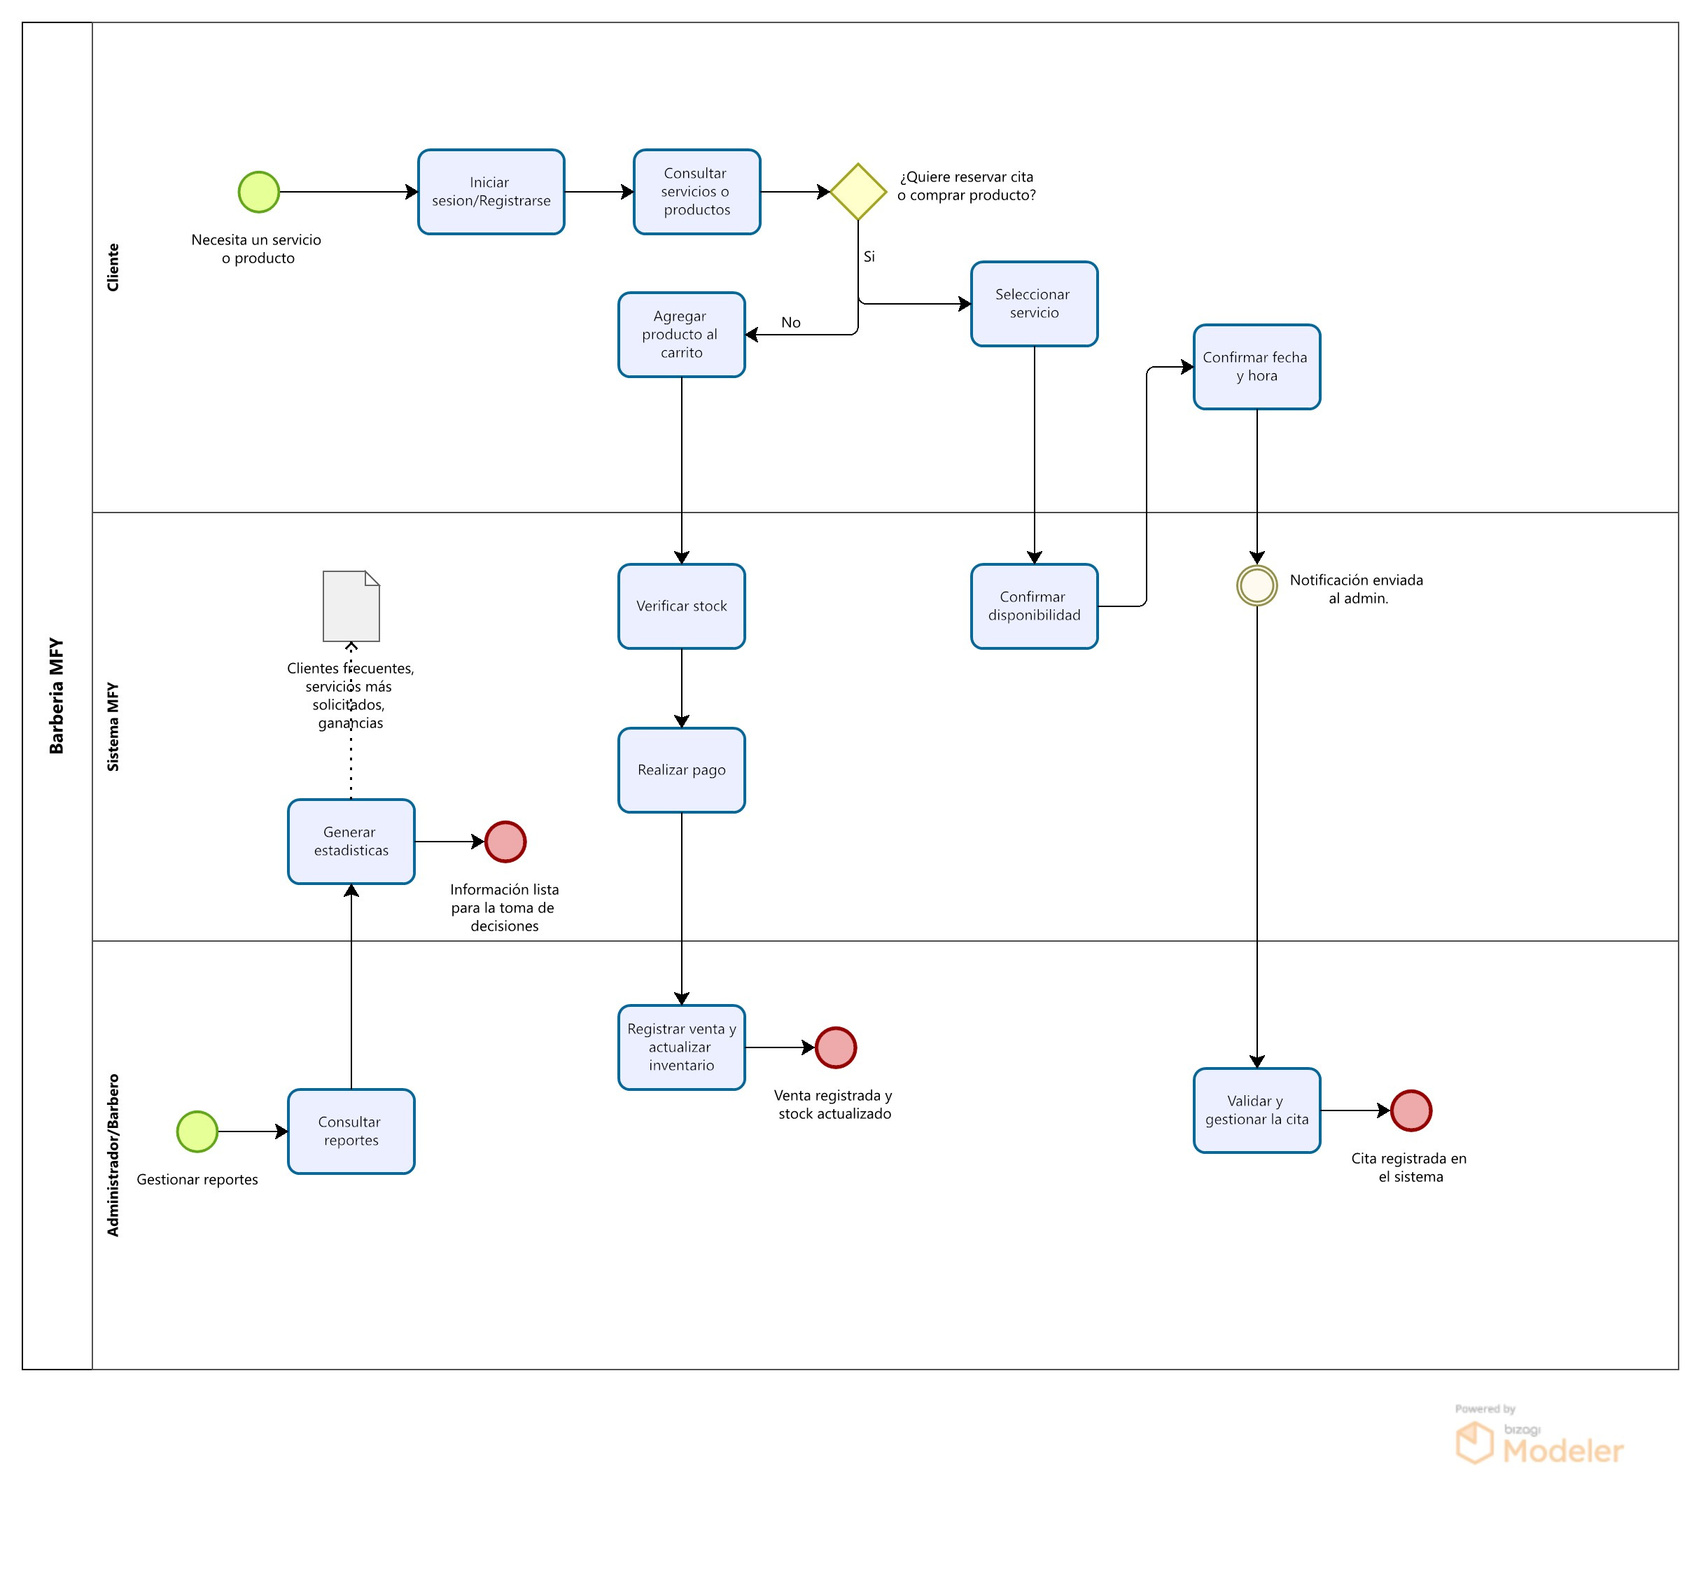 Barberia MFY
Cliente
Necesita un servicio
o producto
Iniciar
sesion/Registrarse
Consultar
servicios o
productos
¿Quiere reservar cita
o comprar producto?
Si
No
Agregar
producto al
carrito
Seleccionar
servicio
Confirmar fecha
y hora
Sistema MFY
Clientes frecuentes,
servicios más
solicitados,
ganancias
Generar
estadisticas
Información lista
para la toma de
decisiones
Verificar stock
Realizar pago
Confirmar
disponibilidad
Notificación enviada
al admin.
Administrador/Barbero
Gestionar reportes
Consultar
reportes
Registrar venta y
actualizar
inventario
Venta registrada y
stock actualizado
Validar y
gestionar la cita
Cita registrada en
el sistema
Powered by
bizagi
Modeler